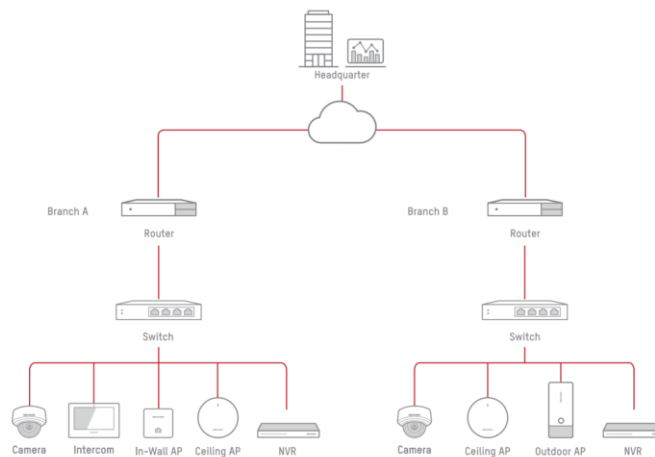 Headquarter
Branch A
Router
Branch B
Router
Switch
Switch
Camera
Intercom
In-Wall AP
Ceiling AP
NVR
Camera
Ceiling AP
Outdoor AP
NVR